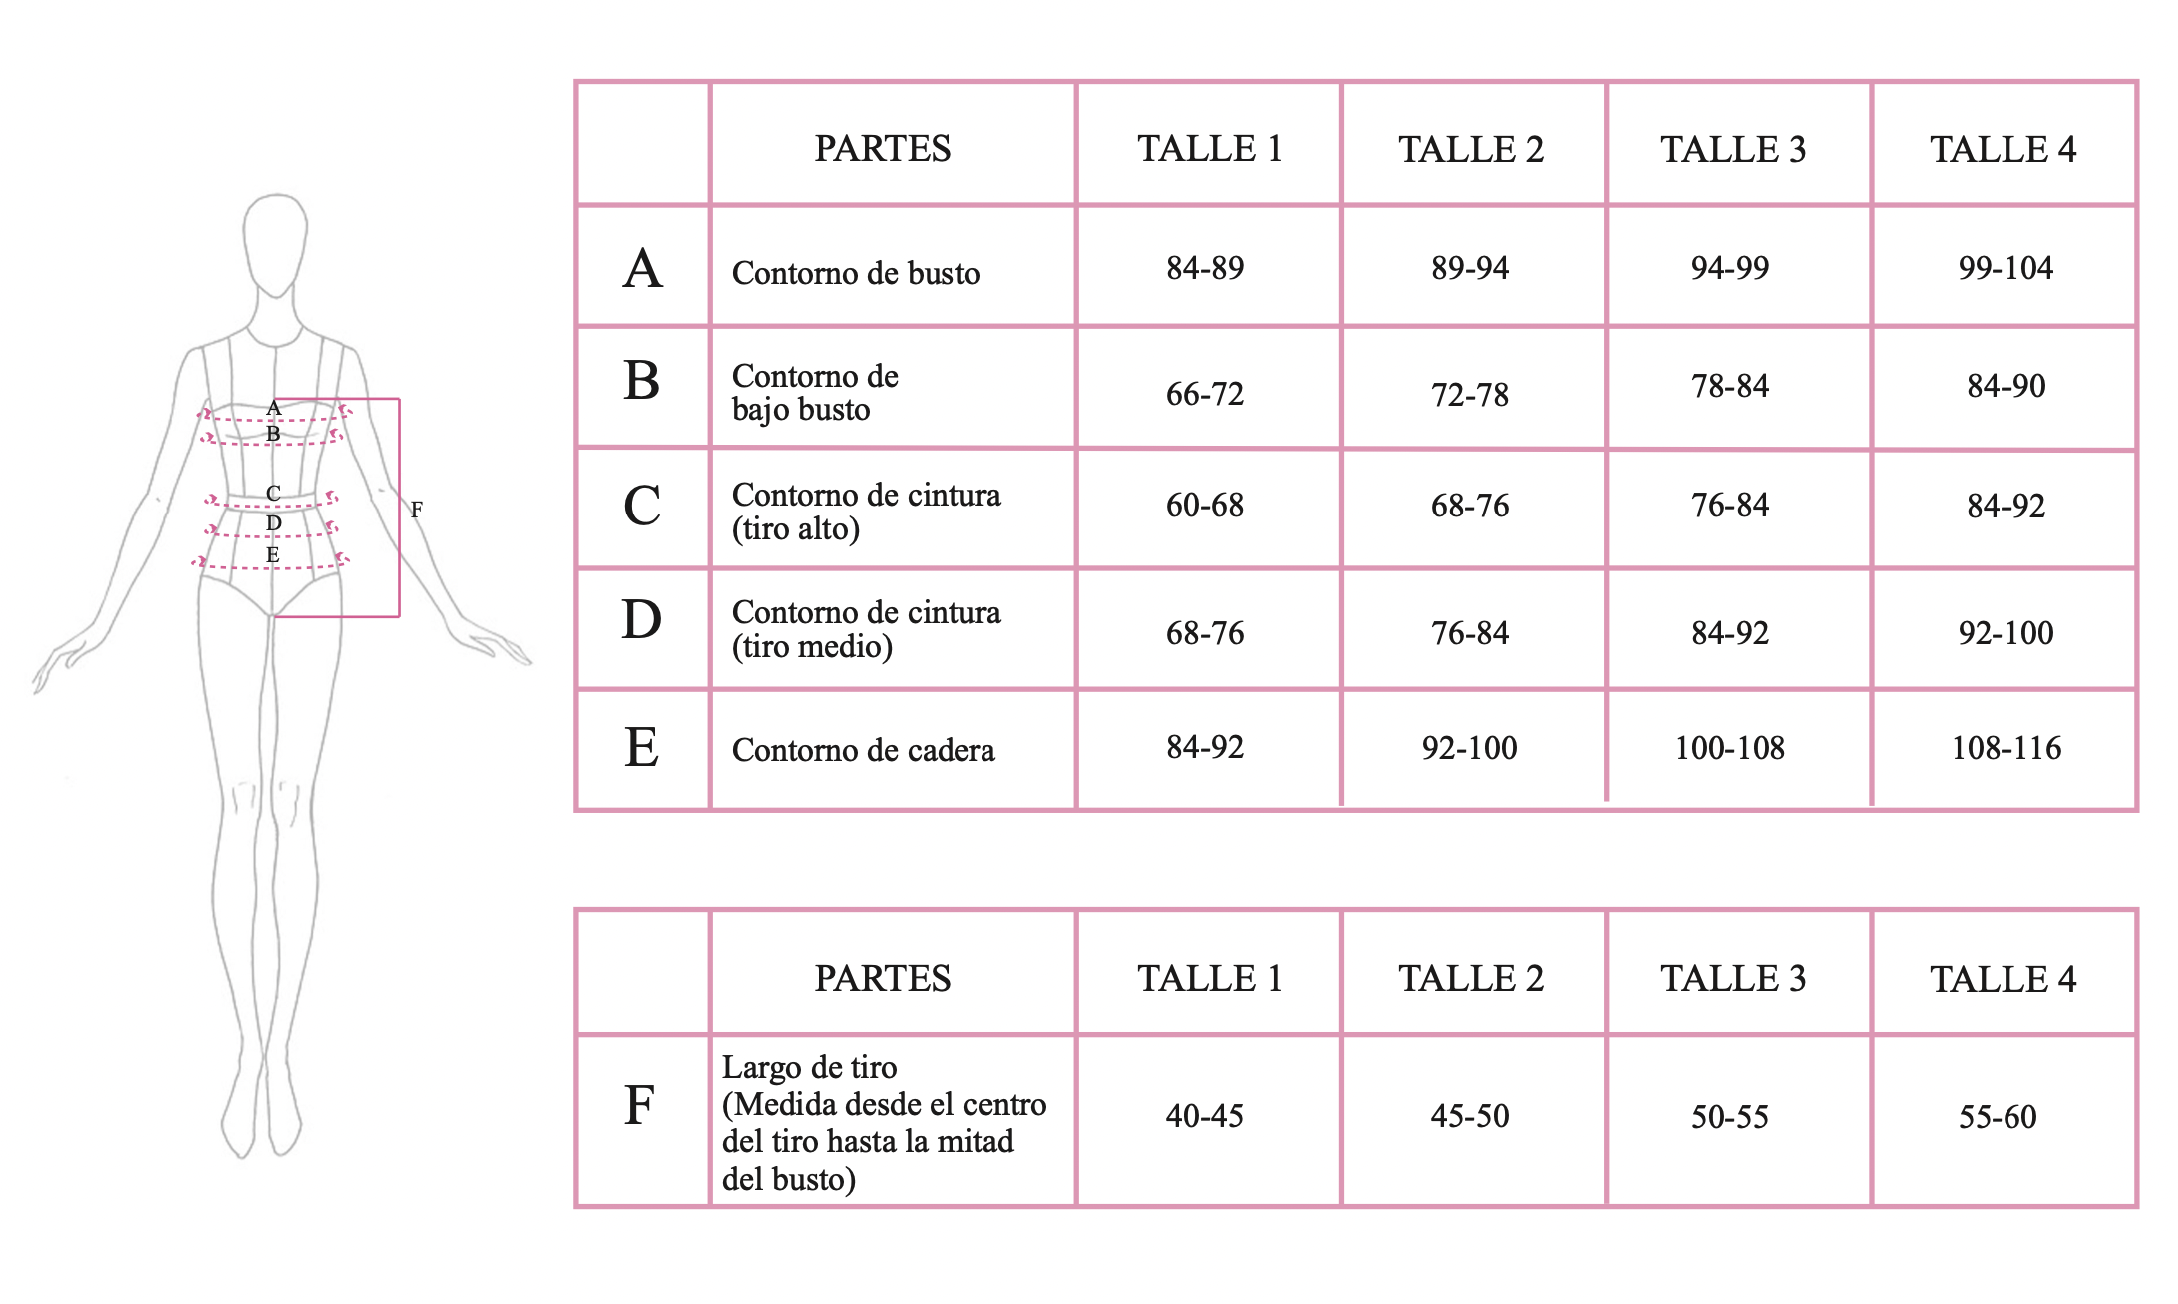 A
B
C
D
E
F
PARTES TALLE 1 TALLE 2 TALLE 3 TALLE 4
A Contorno de busto 84-89 89-94 94-99 99-104
B Contorno de
bajo busto 66-72 72-78 78-84 84-90
C Contorno de cintura
(tiro alto) 60-68 68-76 76-84 84-92
D Contorno de cintura
(tiro medio) 68-76 76-84 84-92 92-100
E Contorno de cadera 84-92 92-100 100-108 108-116
PARTES TALLE 1 TALLE 2 TALLE 3 TALLE 4
F Largo de tiro
(Medida desde el centro
del tiro hasta la mitad
del busto) 40-45 45-50 50-55 55-60